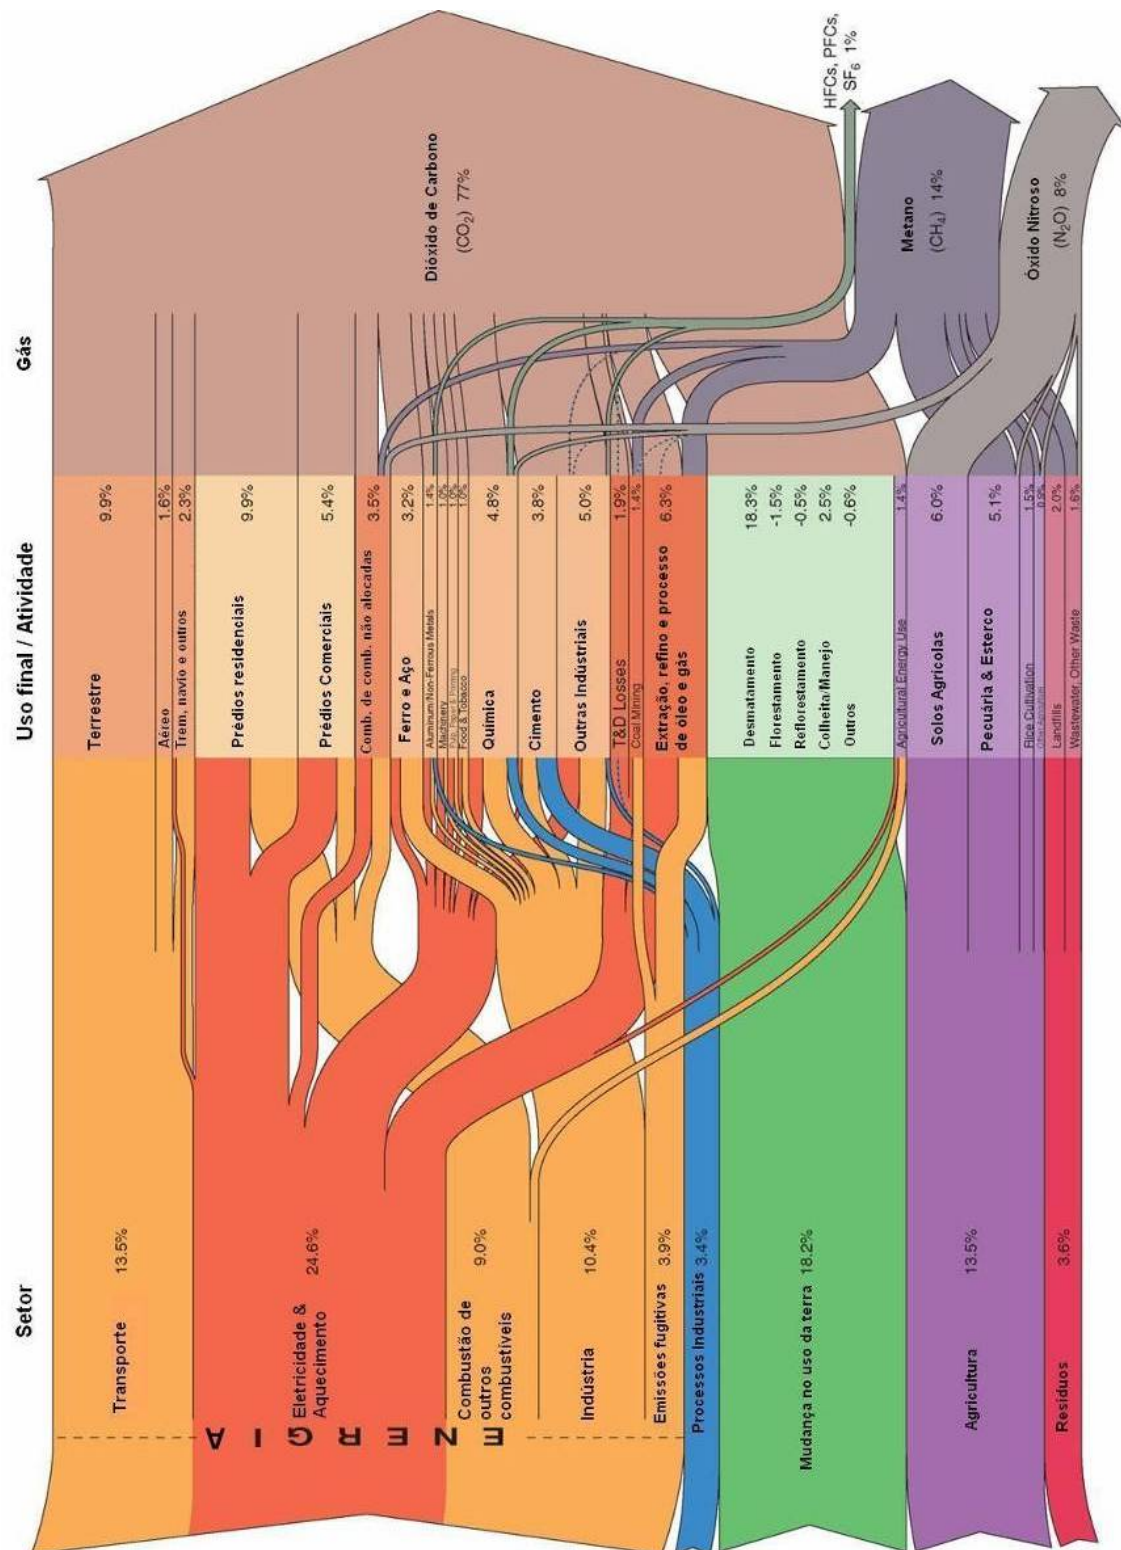 Setor
Uso final / Atividade
Gás
ENERGIA
Transporte
13.5%
Eletricidade &
Aquecimento
24.6%
Combustão de
outros
combustíveis
9.0%
Indústria
10.4%
Emissões fugitivas 3.9%
Processos Industriais 3.4%
Mudança no uso da terra 18.2%
Agricultura
13.5%
Resíduos
3.6%
Terrestre 9.9%
Aéreo 1.6%
Trem, navio e outros 2.3%
Prédios residenciais 9.9%
Prédios Comerciais 5.4%
Comb. de comb. não alocadas 3.5%
Ferro e Aço 3.2%
Aluminum/Non-Ferrous Metals 1.4%
Machinery 1.0%
Pulp, Paper & Printing 1.0%
Food & Tobacco 1.0%
Química 4.8%
Cimento 3.8%
Outras Indústriais 5.0%
T&D Losses 1.9%
Coal Mining 1.4%
Extração, refino e processo
de óleo e gás 6.3%
Desmatamento 18.3%
Florestamento -1.5%
Reflorestamento -0.5%
Colheita/Manejo 2.5%
Outros -0.6%
Agricultural Energy Use 1.4%
Solos Agrícolas 6.0%
Pecuária & Esterco 5.1%
Rice Cultivation 1.5%
Other Agriculture 0.9%
Landfills 2.0%
Wastewater, Other Waste 1.6%
Dióxido de Carbono
(CO₂) 77%
HFCs, PFCs,
SF₆ 1%
Metano
(CH₄) 14%
Óxido Nitroso
(N₂O) 8%